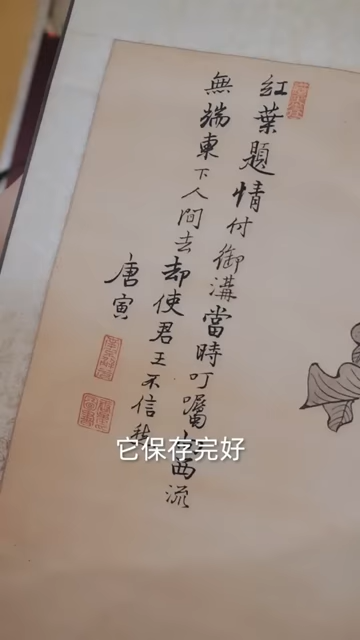 紅葉題情付御溝當時叮囑西流
無端東下人間去却使君王不信
唐寅
它保存完好